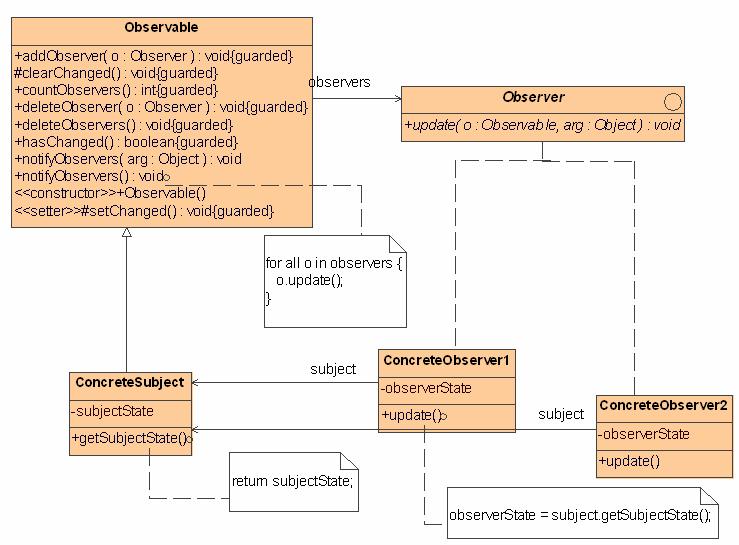 Observable
+addObserver( o : Observer ) : void{guarded}
#clearChanged() : void{guarded}
+countObservers() : int{guarded}
+deleteObserver( o : Observer ) : void{guarded}
+deleteObservers() : void{guarded}
+hasChanged() : boolean{guarded}
+notifyObservers( arg : Object ) : void
+notifyObservers() : void
<<constructor>>+Observable()
<<setter>>#setChanged() : void{guarded}
observers
Observer
+update( o : Observable, arg : Object ) : void
for all o in observers {
o.update();
}
ConcreteSubject
-subjectState
+getSubjectState()
subject
ConcreteObserver1
-observerState
+update()
subject
ConcreteObserver2
-observerState
+update()
return subjectState;
observerState = subject.getSubjectState();